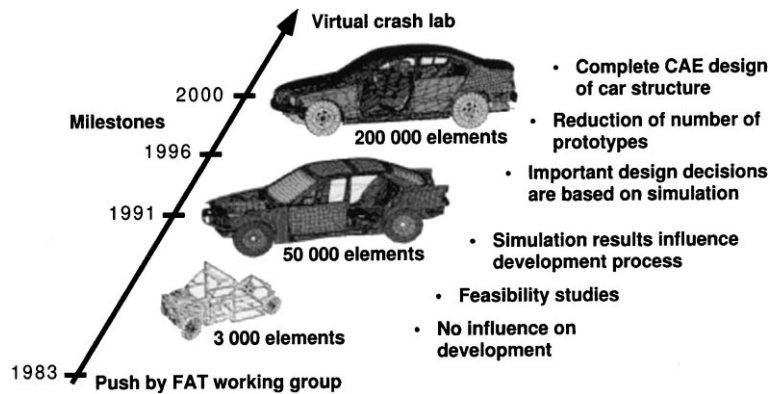 Virtual crash lab
Complete CAE design
of car structure
2000
Milestones
200 000 elements
Reduction of number of
prototypes
1996
Important design decisions
are based on simulation
1991
50 000 elements
Simulation results influence
development process
Feasibility studies
3 000 elements
No influence on
development
1983
Push by FAT working group